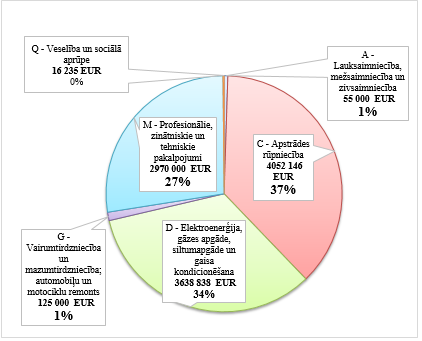 Q - Veselība un sociālā
aprūpe
16 235 EUR
0%
A -
Lauksaimniecība,
mežsaimniecība un
zivsaimniecība
55 000 EUR
1%
M - Profesionālie,
zinātniskie un
tehniskie
pakalpojumi
2970 000 EUR
27%
C - Apstrādes
rūpniecība
4052 146
EUR
37%
G -
Vairumtirdzniecība
un
mazumtirdzniecība;
automobiļu un
motociklu remonts
125 000 EUR
1%
D - Elektroenerģija,
gāzes apgāde,
siltumapgāde un
gaisa
kondicionēšana
3638 838 EUR
34%